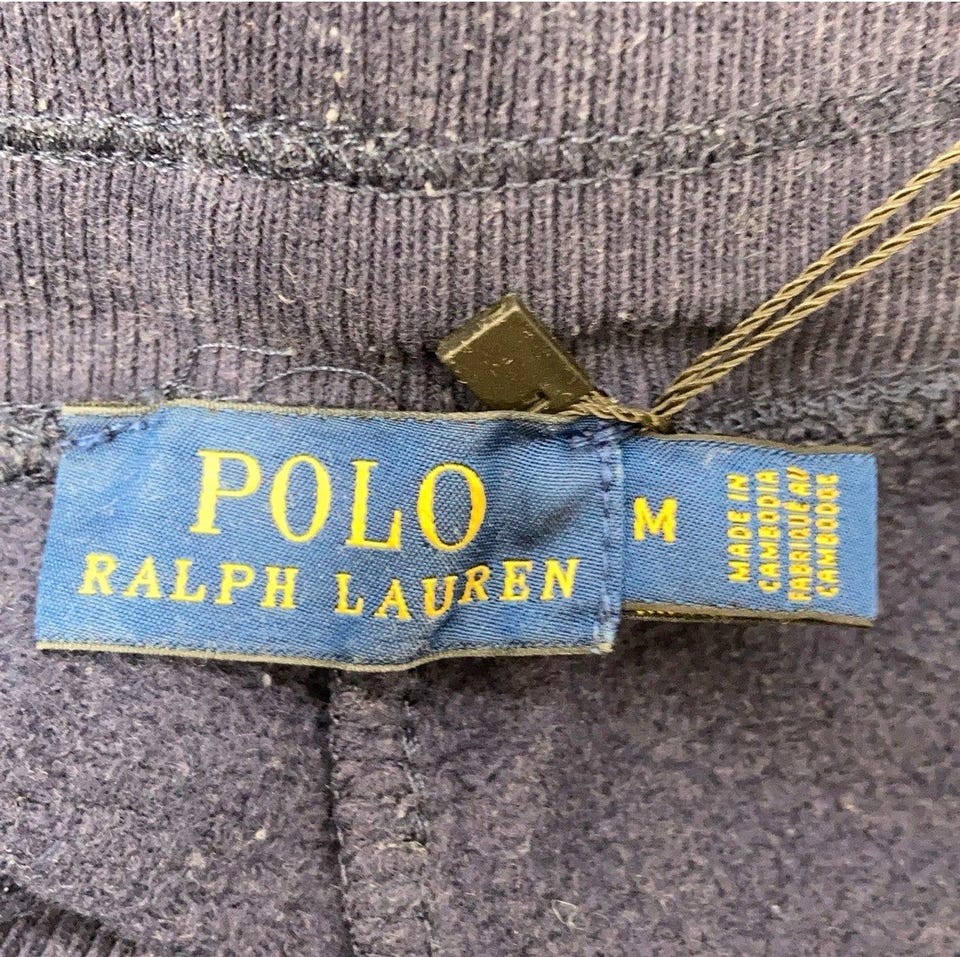 POLO
RALPH LAUREN
M
MADE IN
CAMBODIA
FABRIQUÉ AU
CAMBODGE